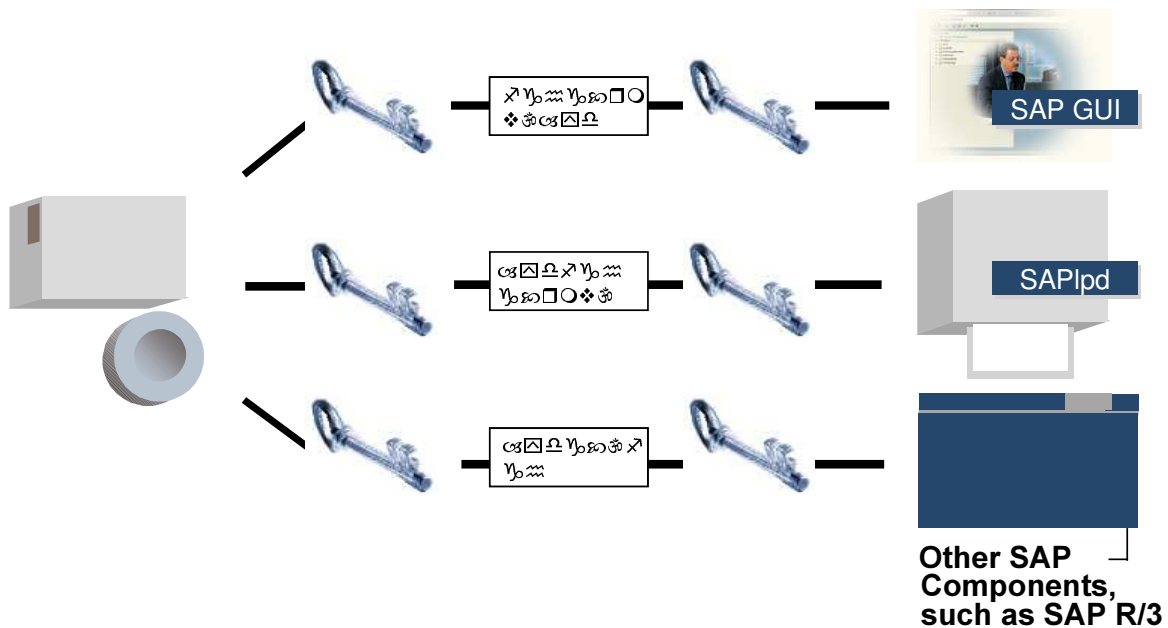 SAP GUI
SAPlpd
Other SAP
Components,
such as SAP R/3